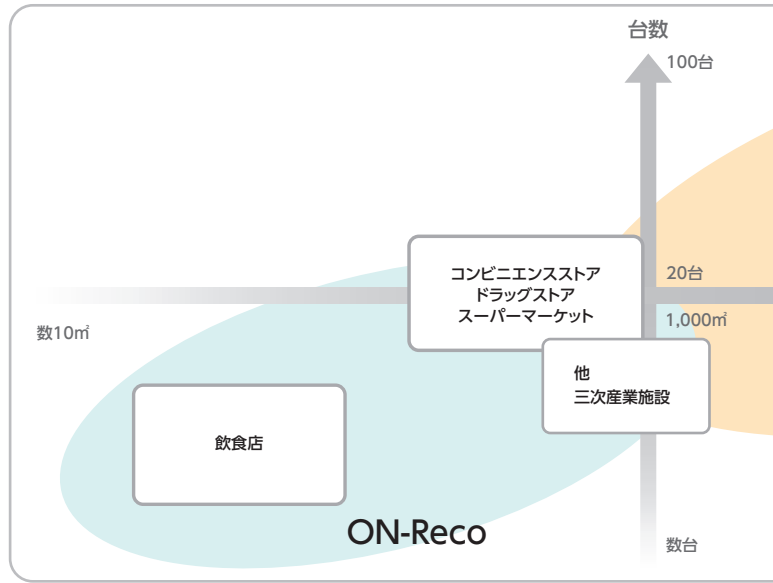 台数
100台
コンビニエンスストア
ドラッグストア
スーパーマーケット
20台
1,000㎡
数10㎡
他
三次産業施設
飲食店
ON-Reco
数台